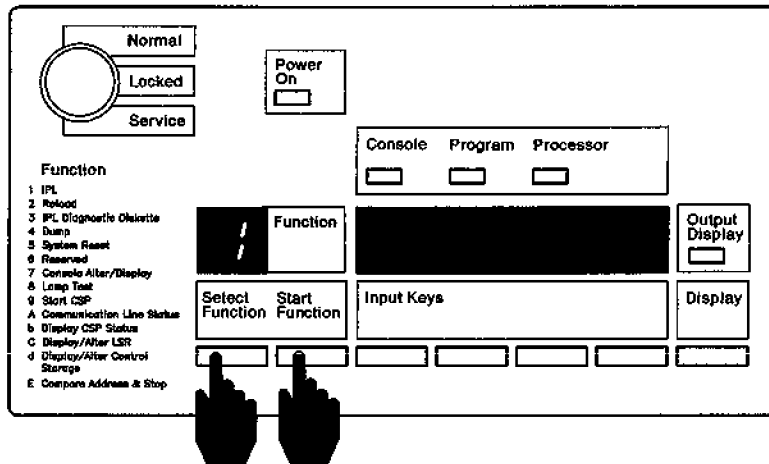 Normal
Locked
Service
Power
On
Console Program Processor
Function
1 IPL
2 Reload
3 IPL Diagnostic Diskette
4 Dump
5 System Reset
6 Reserved
7 Console Alter/Display
8 Lamp Test
9 Start CSP
A Communication Line Status
b Display CSP Status
C Display/Alter LSR
d Display/Alter Control
Storage
E Compare Address & Stop
1
Function
Output
Display
Select
Function
Start
Function
Input Keys
Display